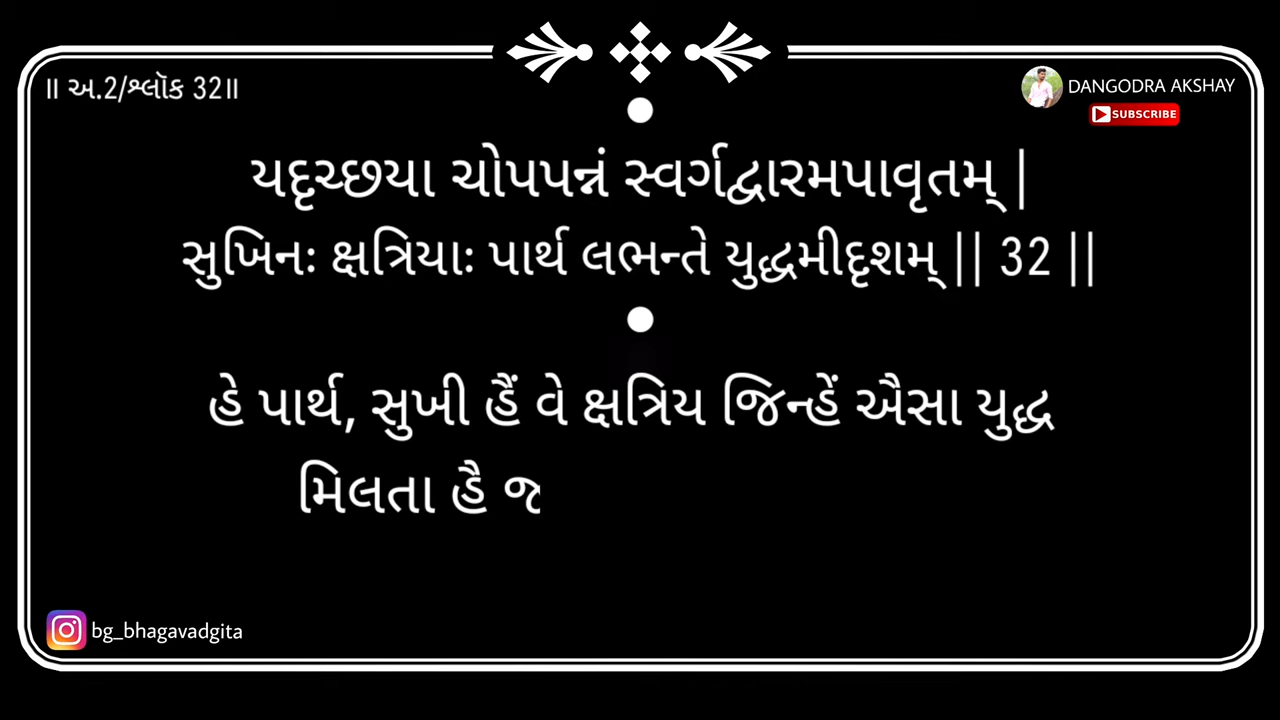 ॥ અ.2/શ્લોક 32॥
DANGODRA AKSHAY
SUBSCRIBE
યદૃચ્છયા ચોપપન્નં સ્વર્ગદ્વારમપાવૃતમ્ |
સુખિનઃ ક્ષત્રિયાઃ પાર્થ લભન્તે યુદ્ધમીદૃશમ્ || 32 ||
હે પાર્થ, સુખી હૈં વે ક્ષત્રિય જિન્હેં ઐસા યુદ્ધ
મિલતા હૈ જ
bg_bhagavadgita